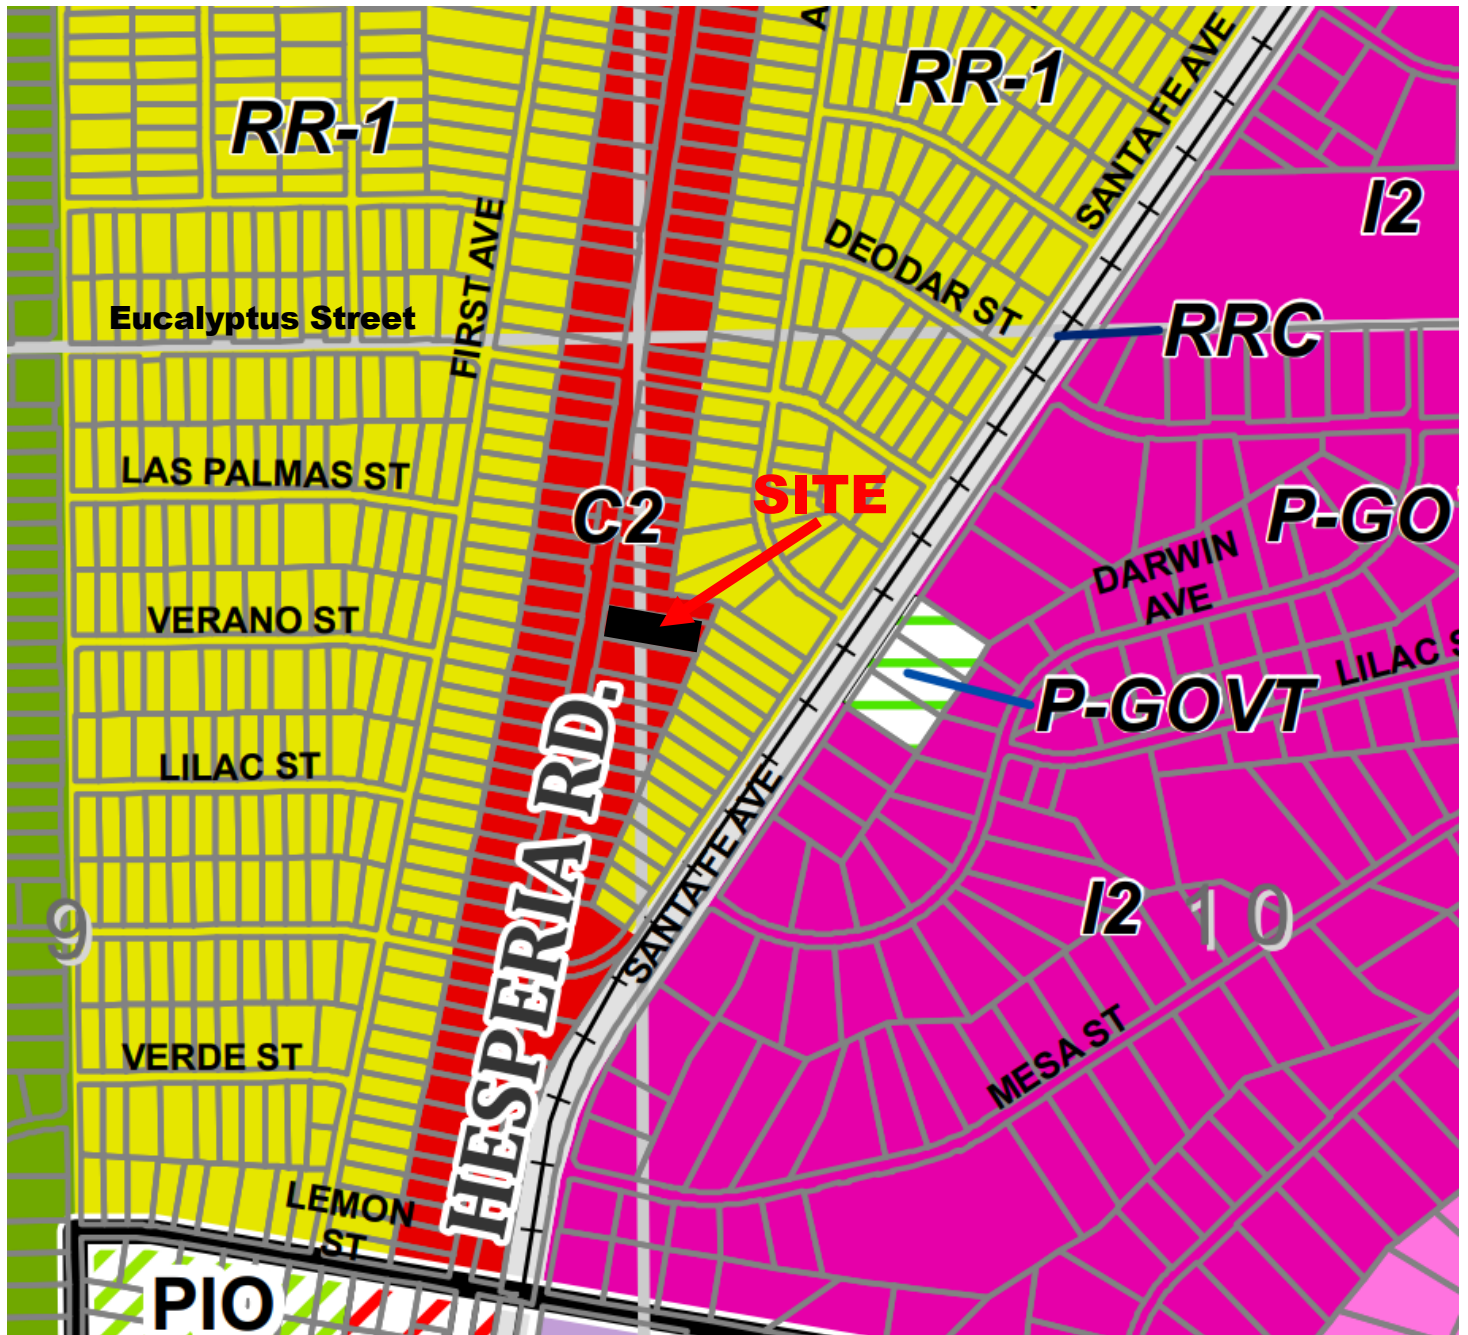 A
RR-1
SANTA FE AVE
RR-1
I2
FIRST AVE
DEODAR ST
Eucalyptus Street
RRC
LAS PALMAS ST
SITE
C2
P-GO
DARWIN
AVE
VERANO ST
LILAC S
P-GOVT
HESPERIA RD.
LILAC ST
SANTA FE AVE
I2
10
9
VERDE ST
MESA ST
LEMON
ST
PIO